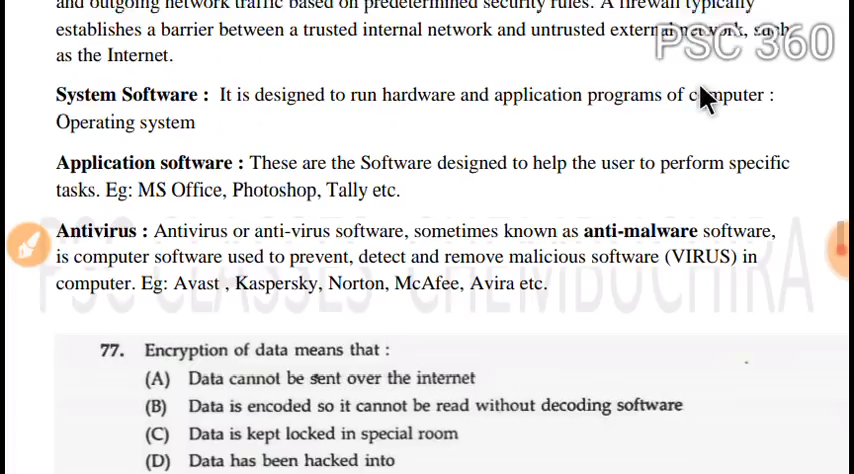 and outgoing network traffic based on predetermined security rules. A firewall typically
establishes a barrier between a trusted internal network and untrusted external network, such
PSC 360
as the Internet.
System Software : It is designed to run hardware and application programs of computer :
Operating system
Application software : These are the Software designed to help the user to perform specific
tasks. Eg: MS Office, Photoshop, Tally etc.
Antivirus : Antivirus or anti-virus software, sometimes known as anti-malware software,
is computer software used to prevent, detect and remove malicious software (VIRUS) in
computer. Eg: Avast , Kaspersky, Norton, McAfee, Avira etc.
PSC CLASSES CHEMBUCHIRA
77. Encryption of data means that :
(A) Data cannot be sent over the internet
(B) Data is encoded so it cannot be read without decoding software
(C) Data is kept locked in special room
(D) Data has been hacked into